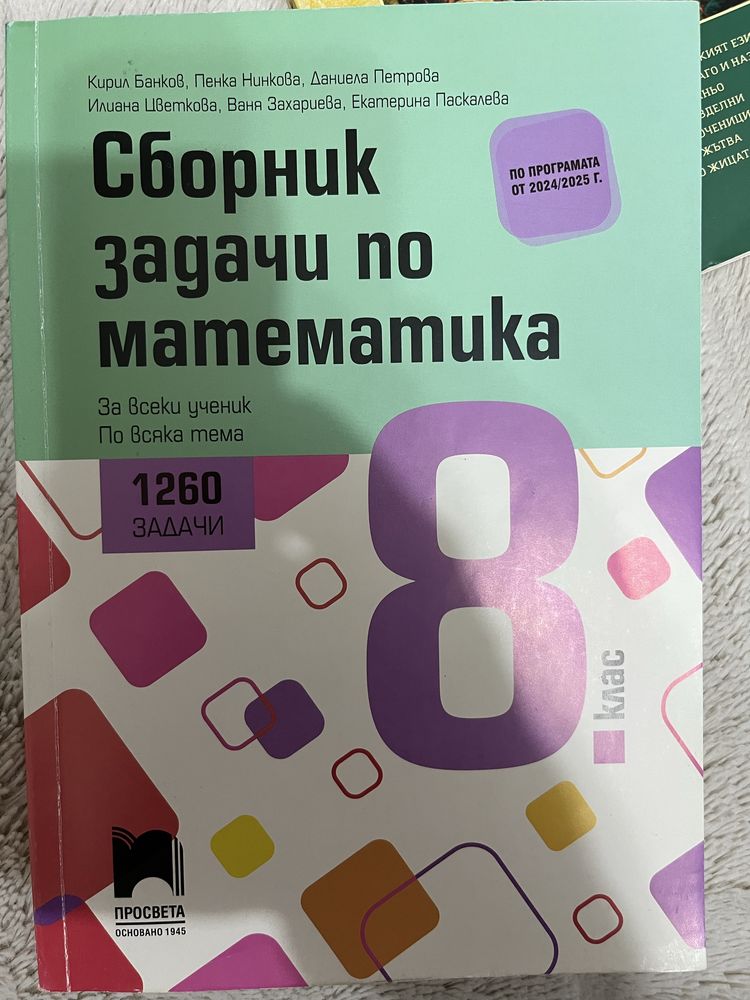 Кирил Банков, Пенка Нинкова, Даниела Петрова
Илиана Цветкова, Ваня Захариева, Екатерина Паскалева
Сборник
задачи по
математика
ПО ПРОГРАМАТА
ОТ 2024/2025 Г.
За всеки ученик
По всяка тема
1260
ЗАДАЧИ
8.
клас
ПРОСВЕТА
ОСНОВАНО 1945